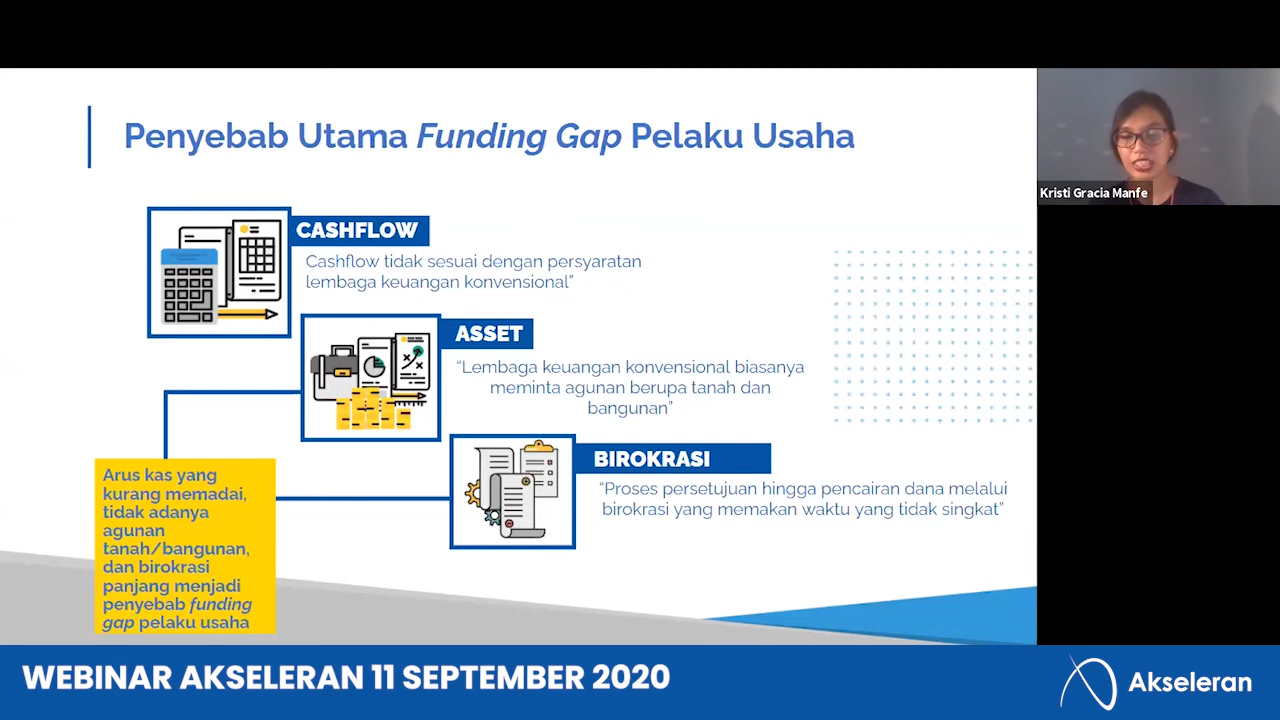 Penyebab Utama Funding Gap Pelaku Usaha
Kristi Gracia Manfe
CASHFLOW
Cashflow tidak sesuai dengan persyaratan
lembaga keuangan konvensional”
ASSET
“Lembaga keuangan konvensional biasanya
meminta agunan berupa tanah dan
bangunan”
BIROKRASI
“Proses persetujuan hingga pencairan dana melalui
birokrasi yang memakan waktu yang tidak singkat”
Arus kas yang
kurang memadai,
tidak adanya
agunan
tanah/bangunan,
dan birokrasi
panjang menjadi
penyebab funding
gap pelaku usaha
WEBINAR AKSELERAN 11 SEPTEMBER 2020
Akseleran